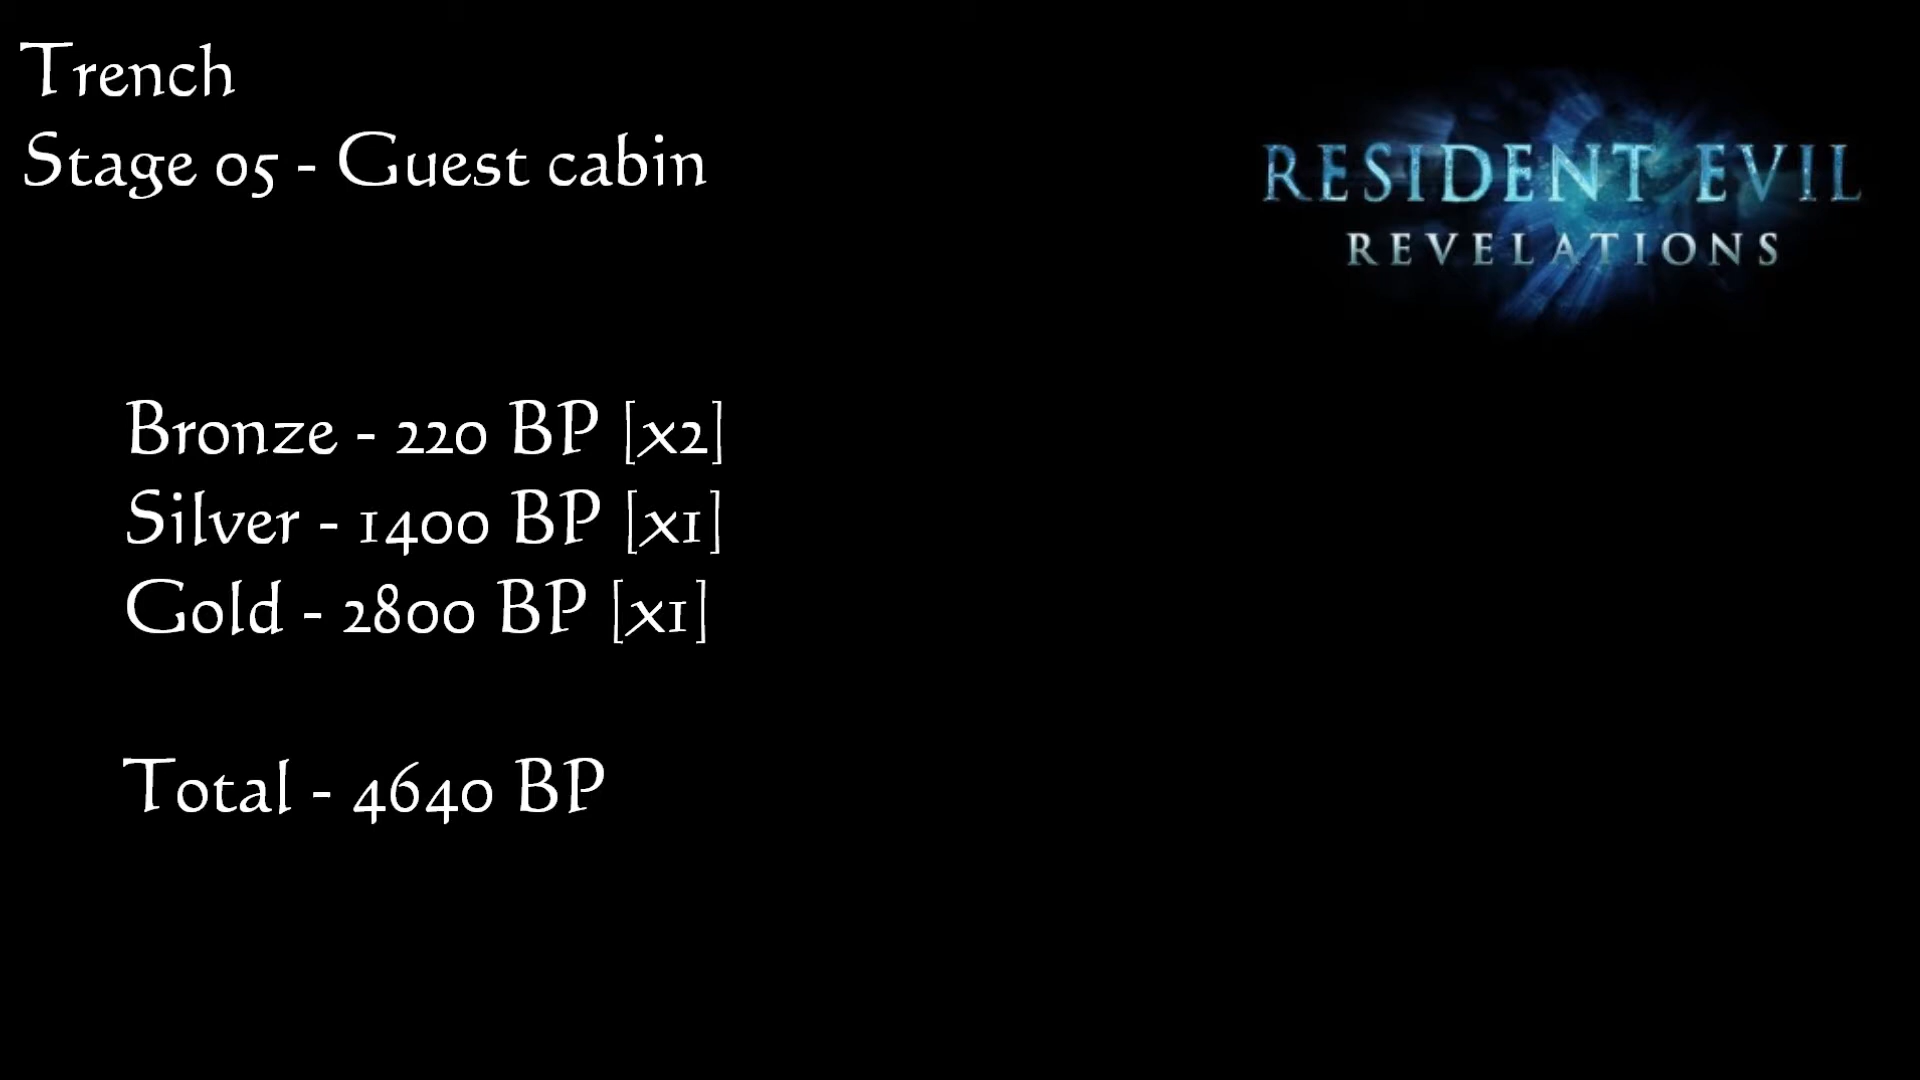 Trench
Stage 05 - Guest cabin
RESIDENT EVIL
REVELATIONS
Bronze - 220 BP [x2]
Silver - 1400 BP [x1]
Gold - 2800 BP [x1]
Total - 4640 BP